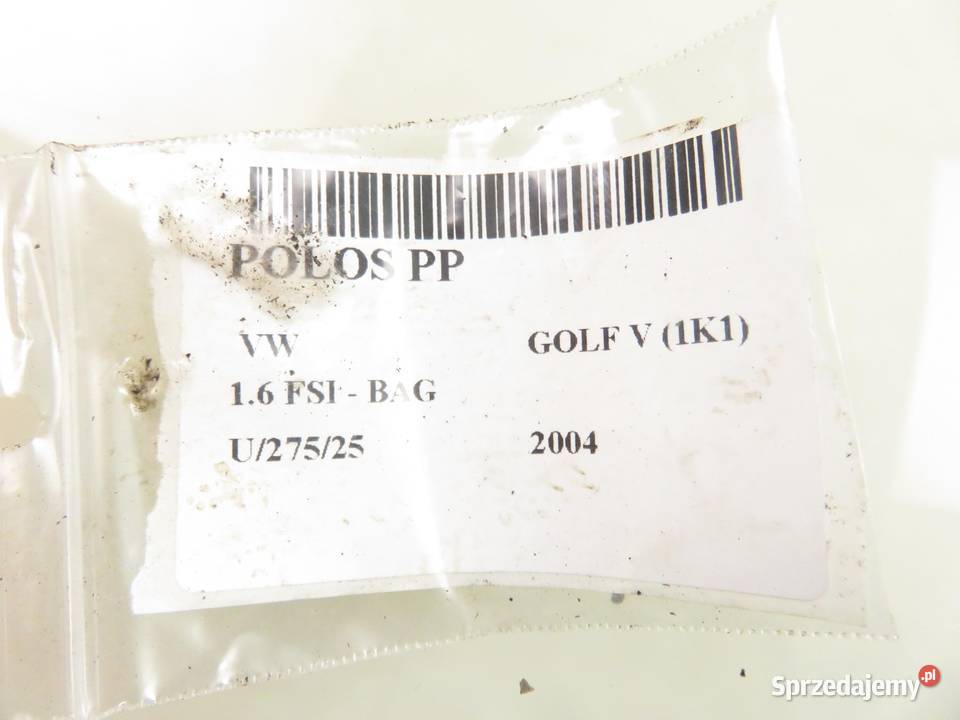 POLOS PP
VW GOLF V (1K1)
1.6 FSI - BAG
U/275/25 2004
Sprzedajemy.pl